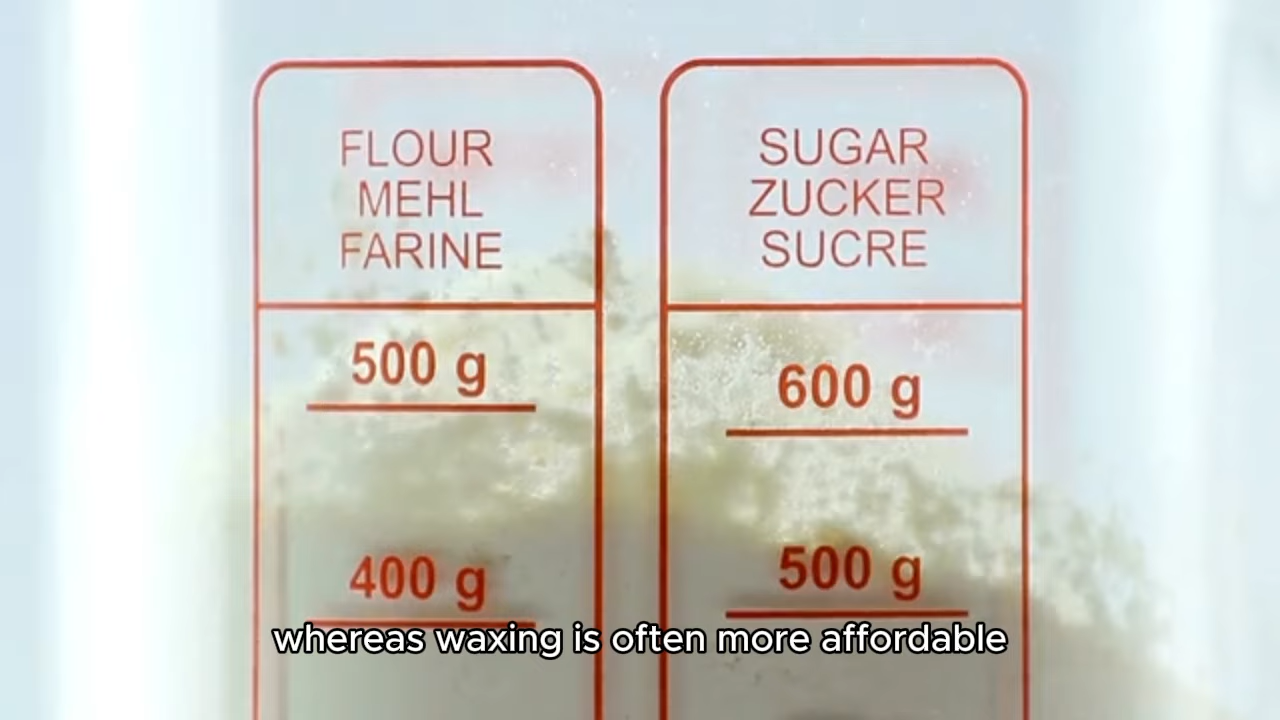 FLOUR
MEHL
FARINE
500 g
400 g
SUGAR
ZUCKER
SUCRE
600 g
500 g
whereas waxing is often more affordable